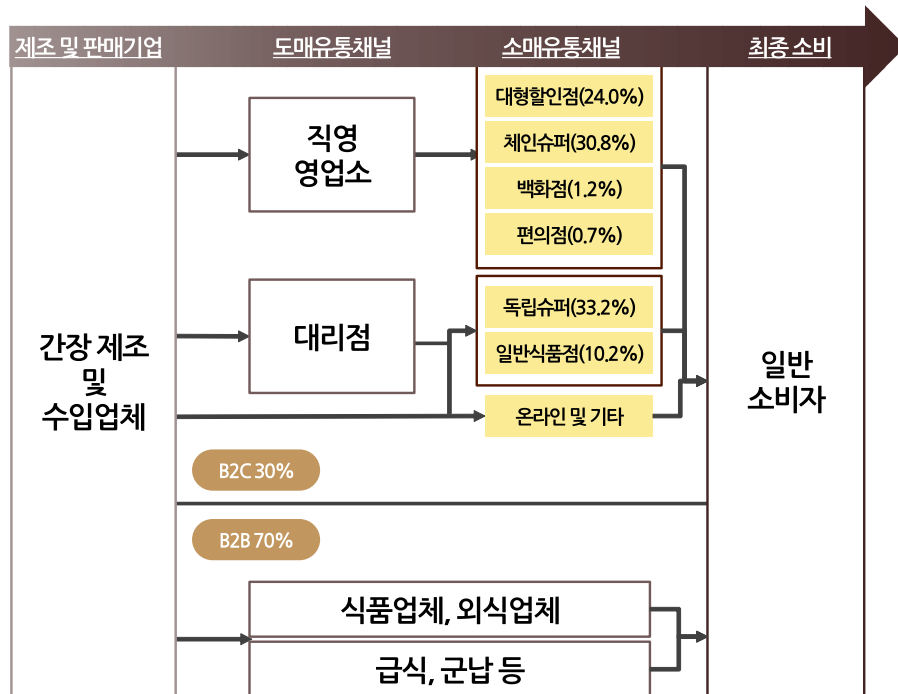 제조 및 판매기업
도매유통채널
소매유통채널
최종 소비
간장 제조
및
수입업체
직영
영업소
대형할인점(24.0%)
체인슈퍼(30.8%)
백화점(1.2%)
편의점(0.7%)
대리점
독립슈퍼(33.2%)
일반식품점(10.2%)
온라인 및 기타
일반
소비자
B2C 30%
B2B 70%
식품업체, 외식업체
급식, 군납 등